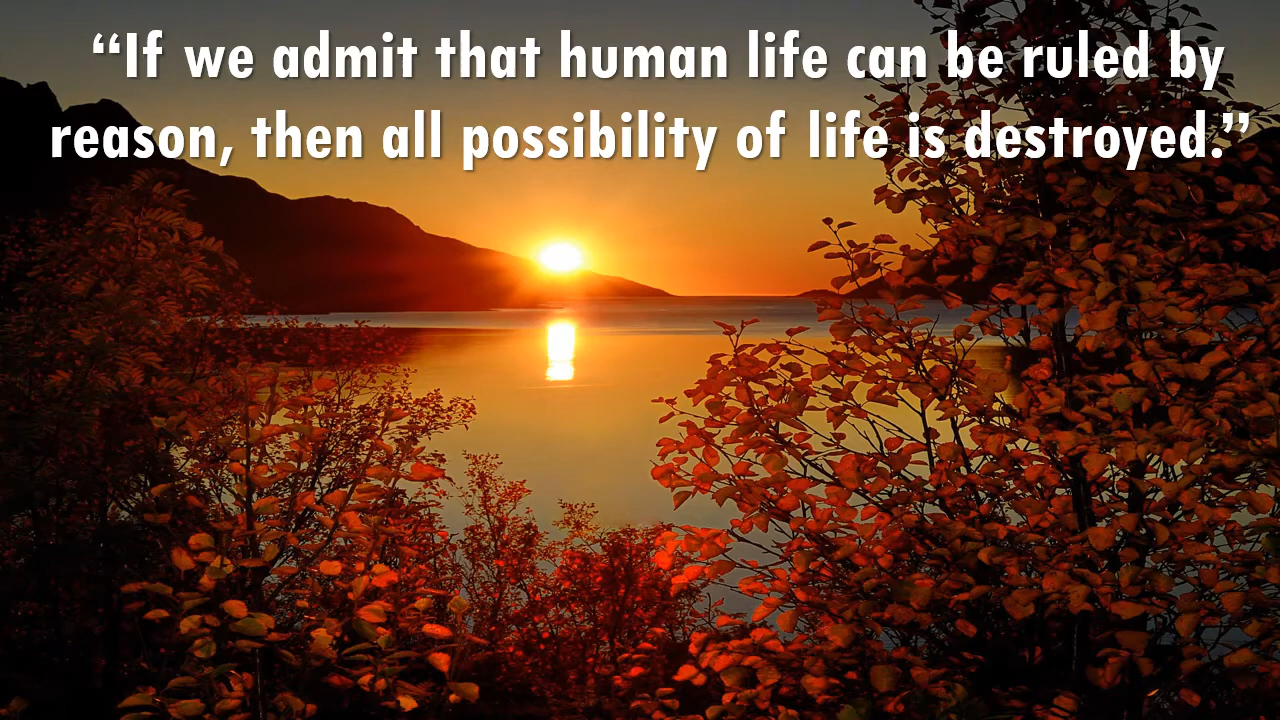 “If we admit that human life can be ruled by
reason, then all possibility of life is destroyed.”